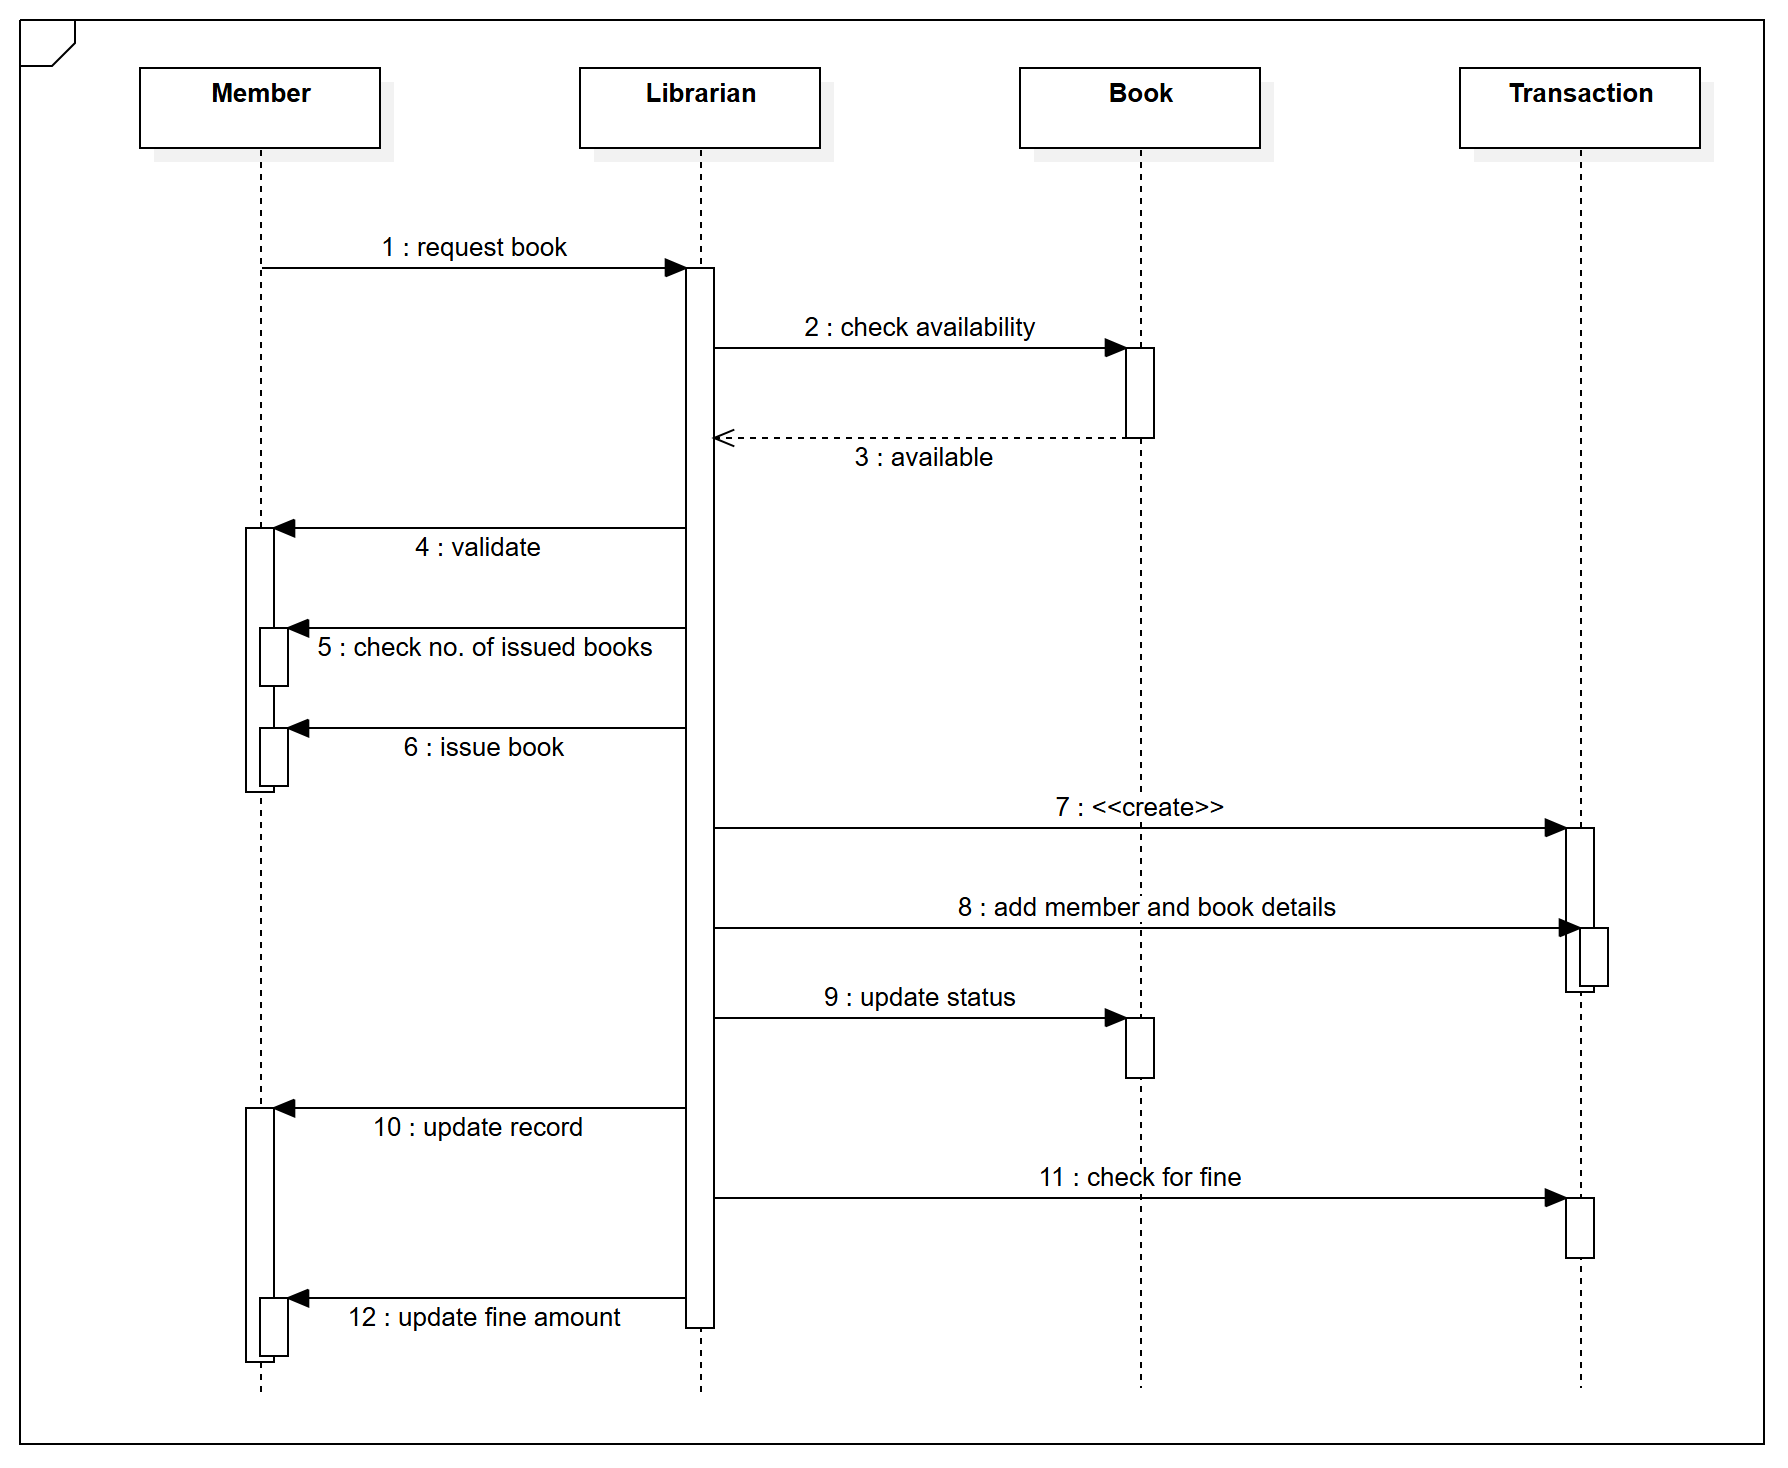 Member
Librarian
Book
Transaction
1 : request book
2 : check availability
3 : available
4 : validate
5 : check no. of issued books
6 : issue book
7 : <<create>>
8 : add member and book details
9 : update status
10 : update record
11 : check for fine
12 : update fine amount